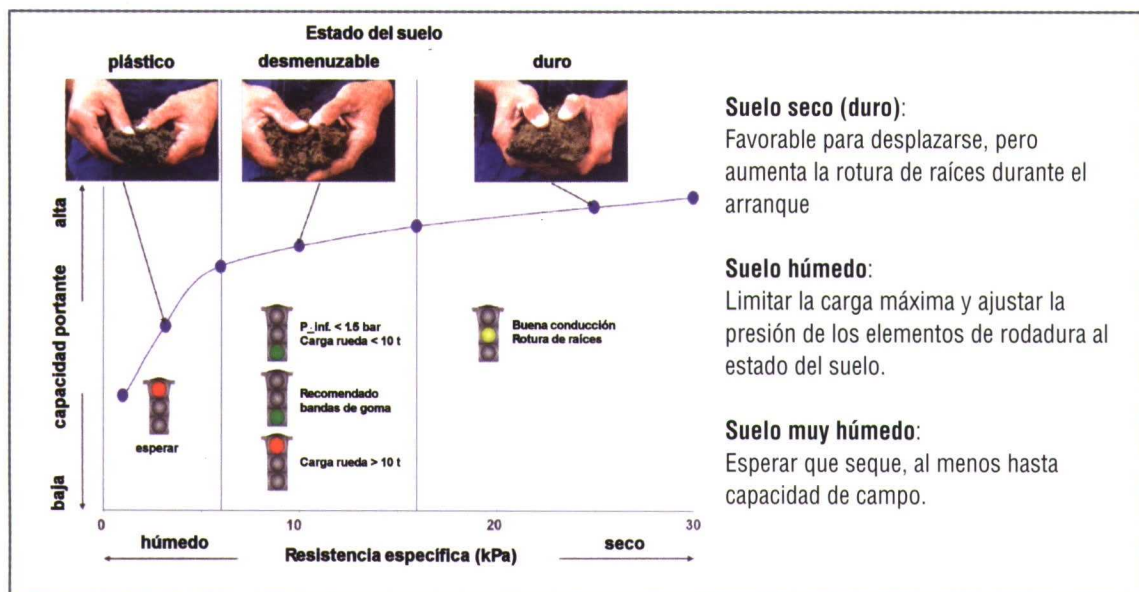 Estado del suelo
plástico
desmenuzable
duro
alta
capacidad portante
baja
P_inf. < 1.5 bar
Carga rueda < 10 t
Recomendado
bandas de goma
Carga rueda > 10 t
esperar
Buena conducción
Rotura de raíces
0
10
20
30
húmedo
Resistencia específica (kPa)
seco
Suelo seco (duro):
Favorable para desplazarse, pero
aumenta la rotura de raíces durante el
arranque
Suelo húmedo:
Limitar la carga máxima y ajustar la
presión de los elementos de rodadura al
estado del suelo.
Suelo muy húmedo:
Esperar que seque, al menos hasta
capacidad de campo.